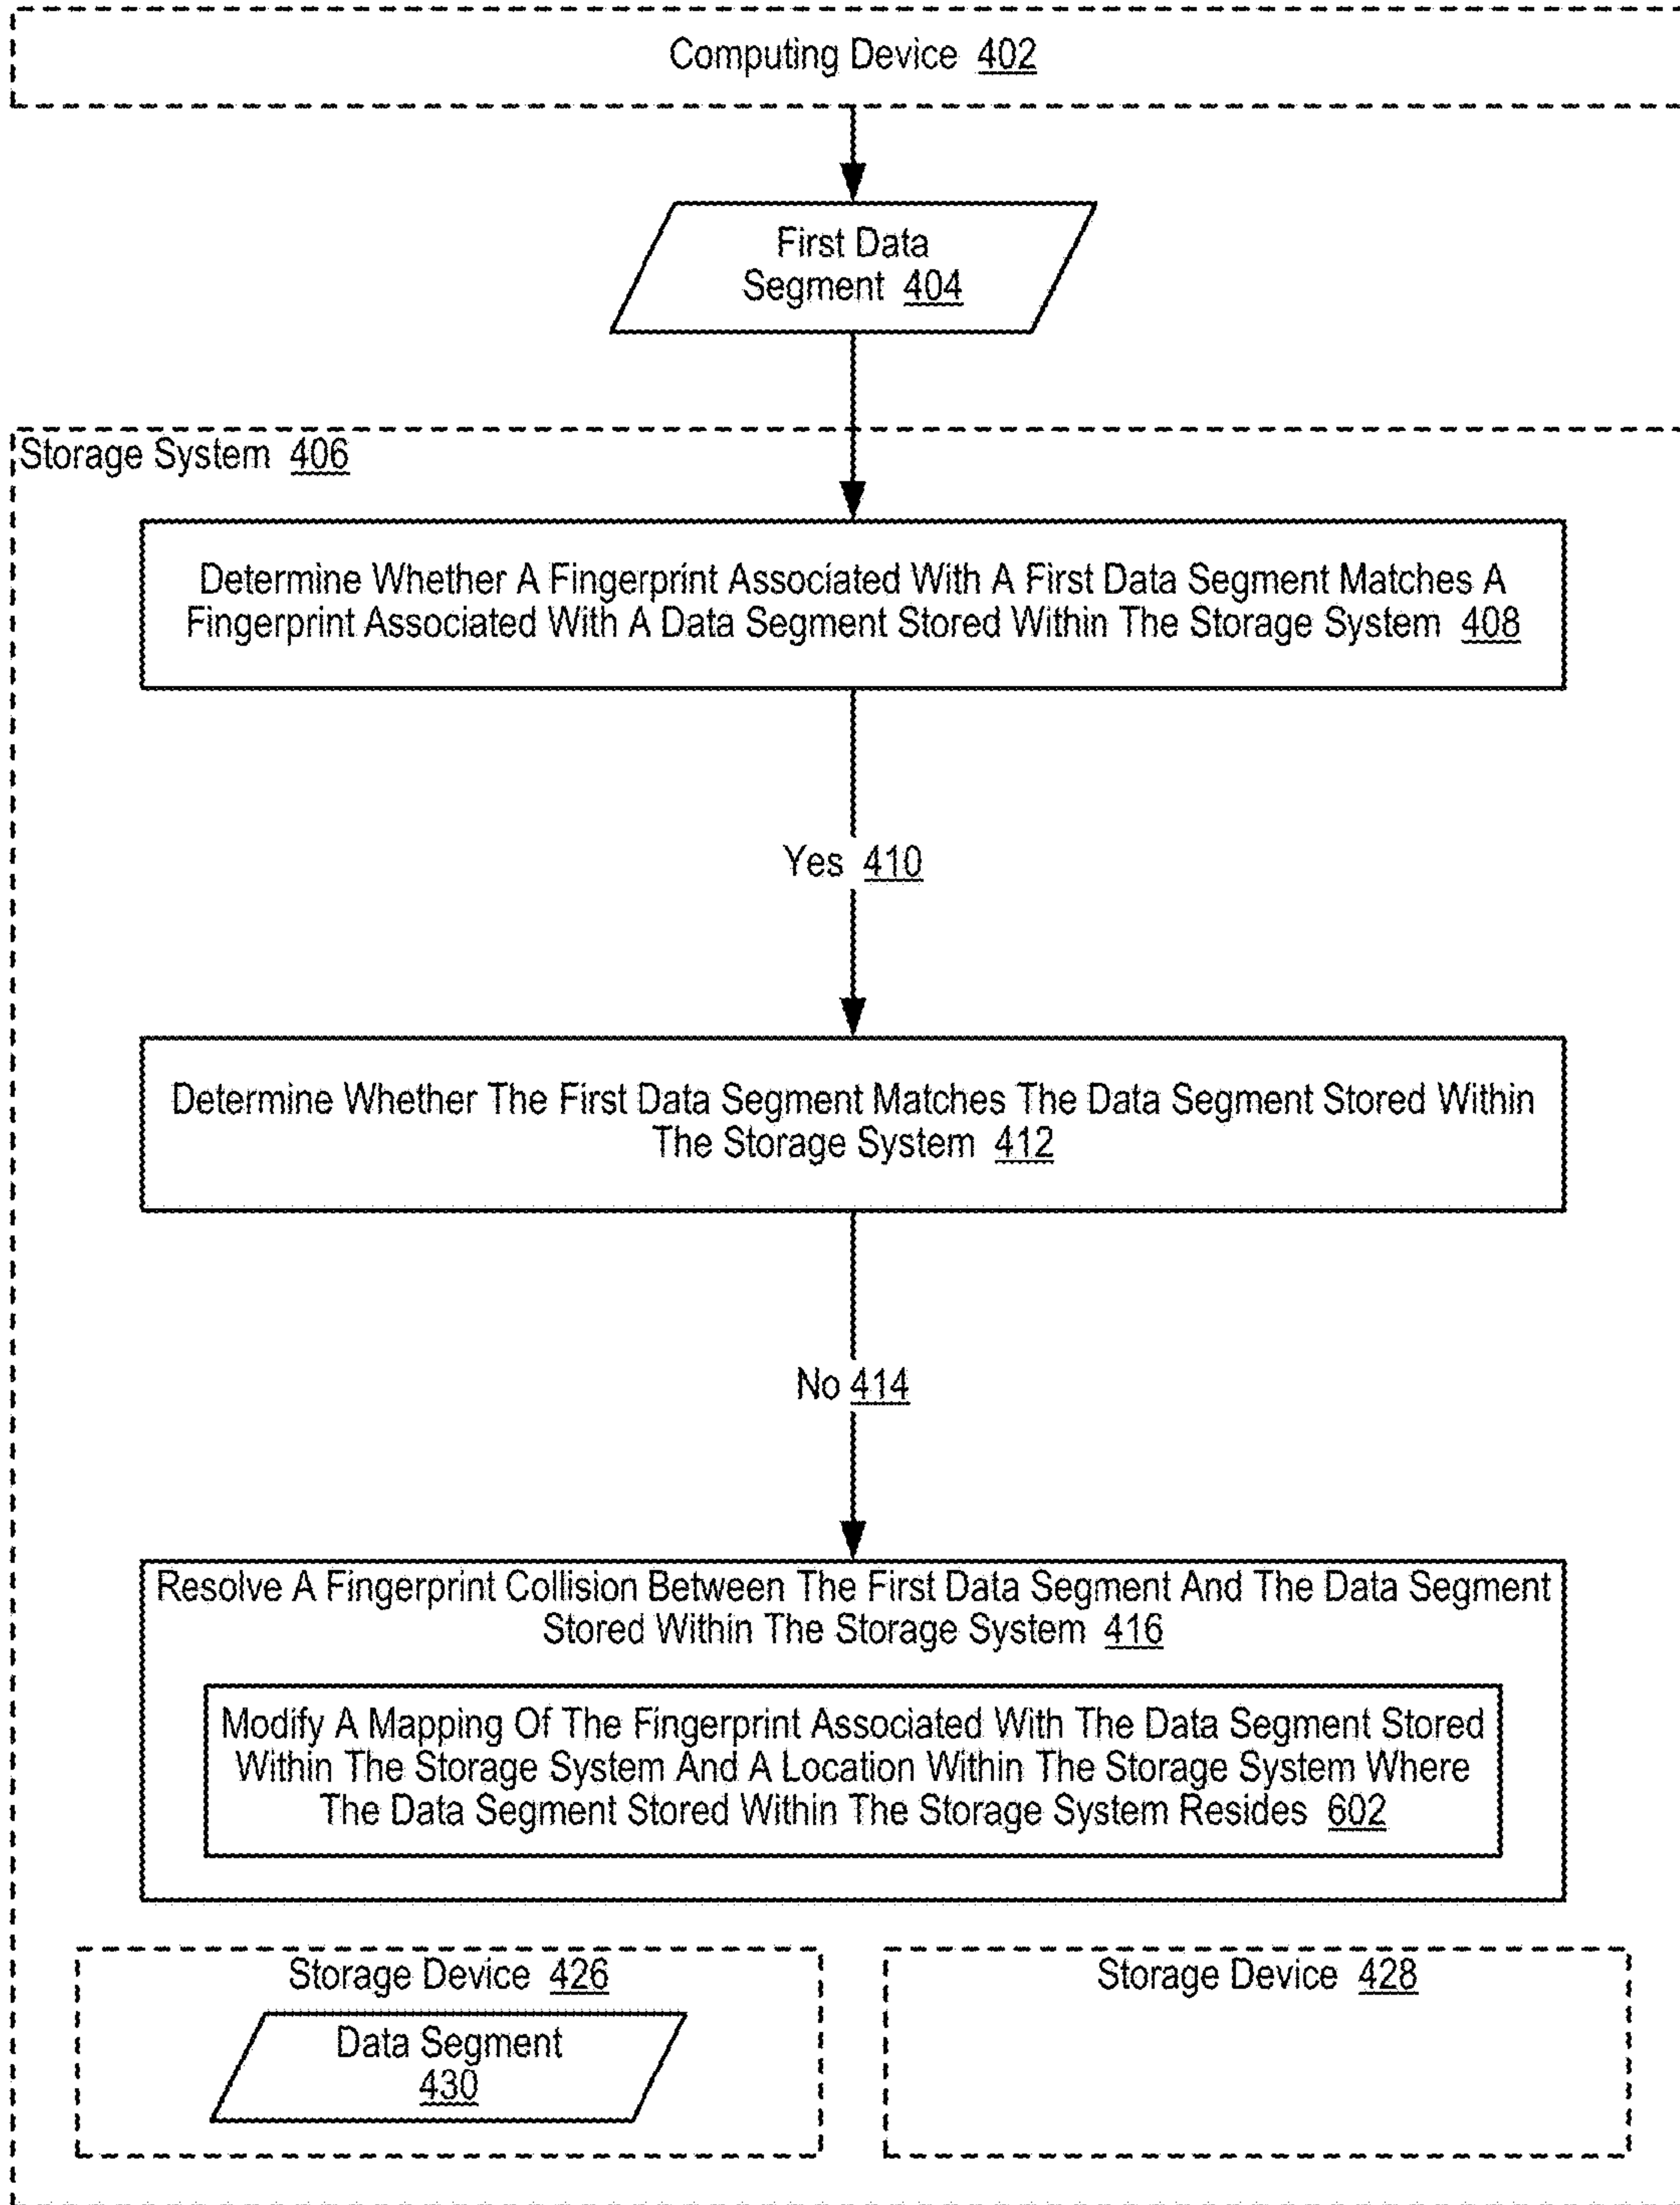 Computing Device 402
First Data
Segment 404
Storage System 406
Determine Whether A Fingerprint Associated With A First Data Segment Matches A
Fingerprint Associated With A Data Segment Stored Within The Storage System 408
Yes 410
Determine Whether The First Data Segment Matches The Data Segment Stored Within
The Storage System 412
No 414
Resolve A Fingerprint Collision Between The First Data Segment And The Data Segment
Stored Within The Storage System 416
Modify A Mapping Of The Fingerprint Associated With The Data Segment Stored
Within The Storage System And A Location Within The Storage System Where
The Data Segment Stored Within The Storage System Resides 602
Storage Device 426
Data Segment
430
Storage Device 428